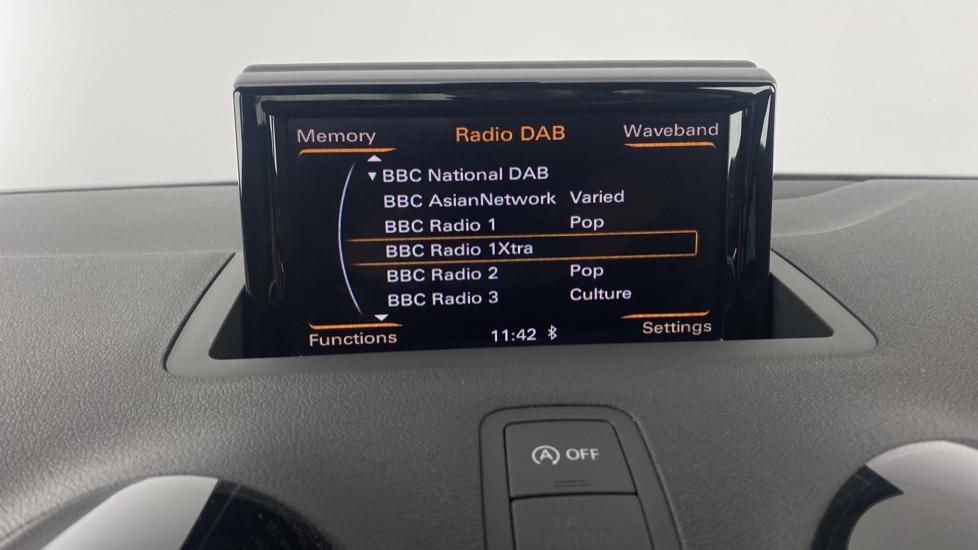 Memory Radio DAB Waveband
BBC National DAB
BBC AsianNetwork Varied
BBC Radio 1 Pop
BBC Radio 1Xtra
BBC Radio 2 Pop
BBC Radio 3 Culture
Functions 11:42 Settings
A OFF